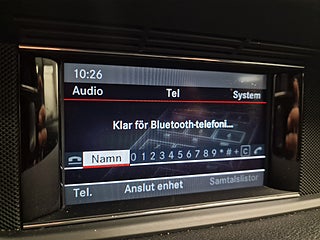 10:26
Audio Tel System
Klar för Bluetooth-telefoni...
Namn 0 1 2 3 4 5 6 7 8 9 * # + C
Tel. Anslut enhet Samtalslistor